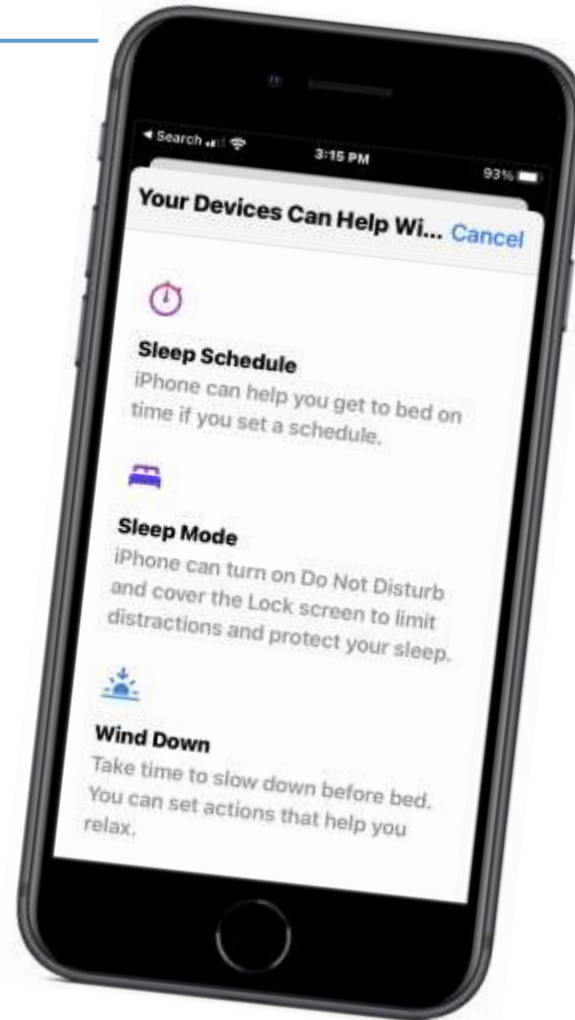 ◀ Search
3:15 PM
93%
Your Devices Can Help Wi... Cancel
Sleep Schedule
iPhone can help you get to bed on
time if you set a schedule.
Sleep Mode
iPhone can turn on Do Not Disturb
and cover the Lock screen to limit
distractions and protect your sleep.
Wind Down
Take time to slow down before bed.
You can set actions that help you
relax.